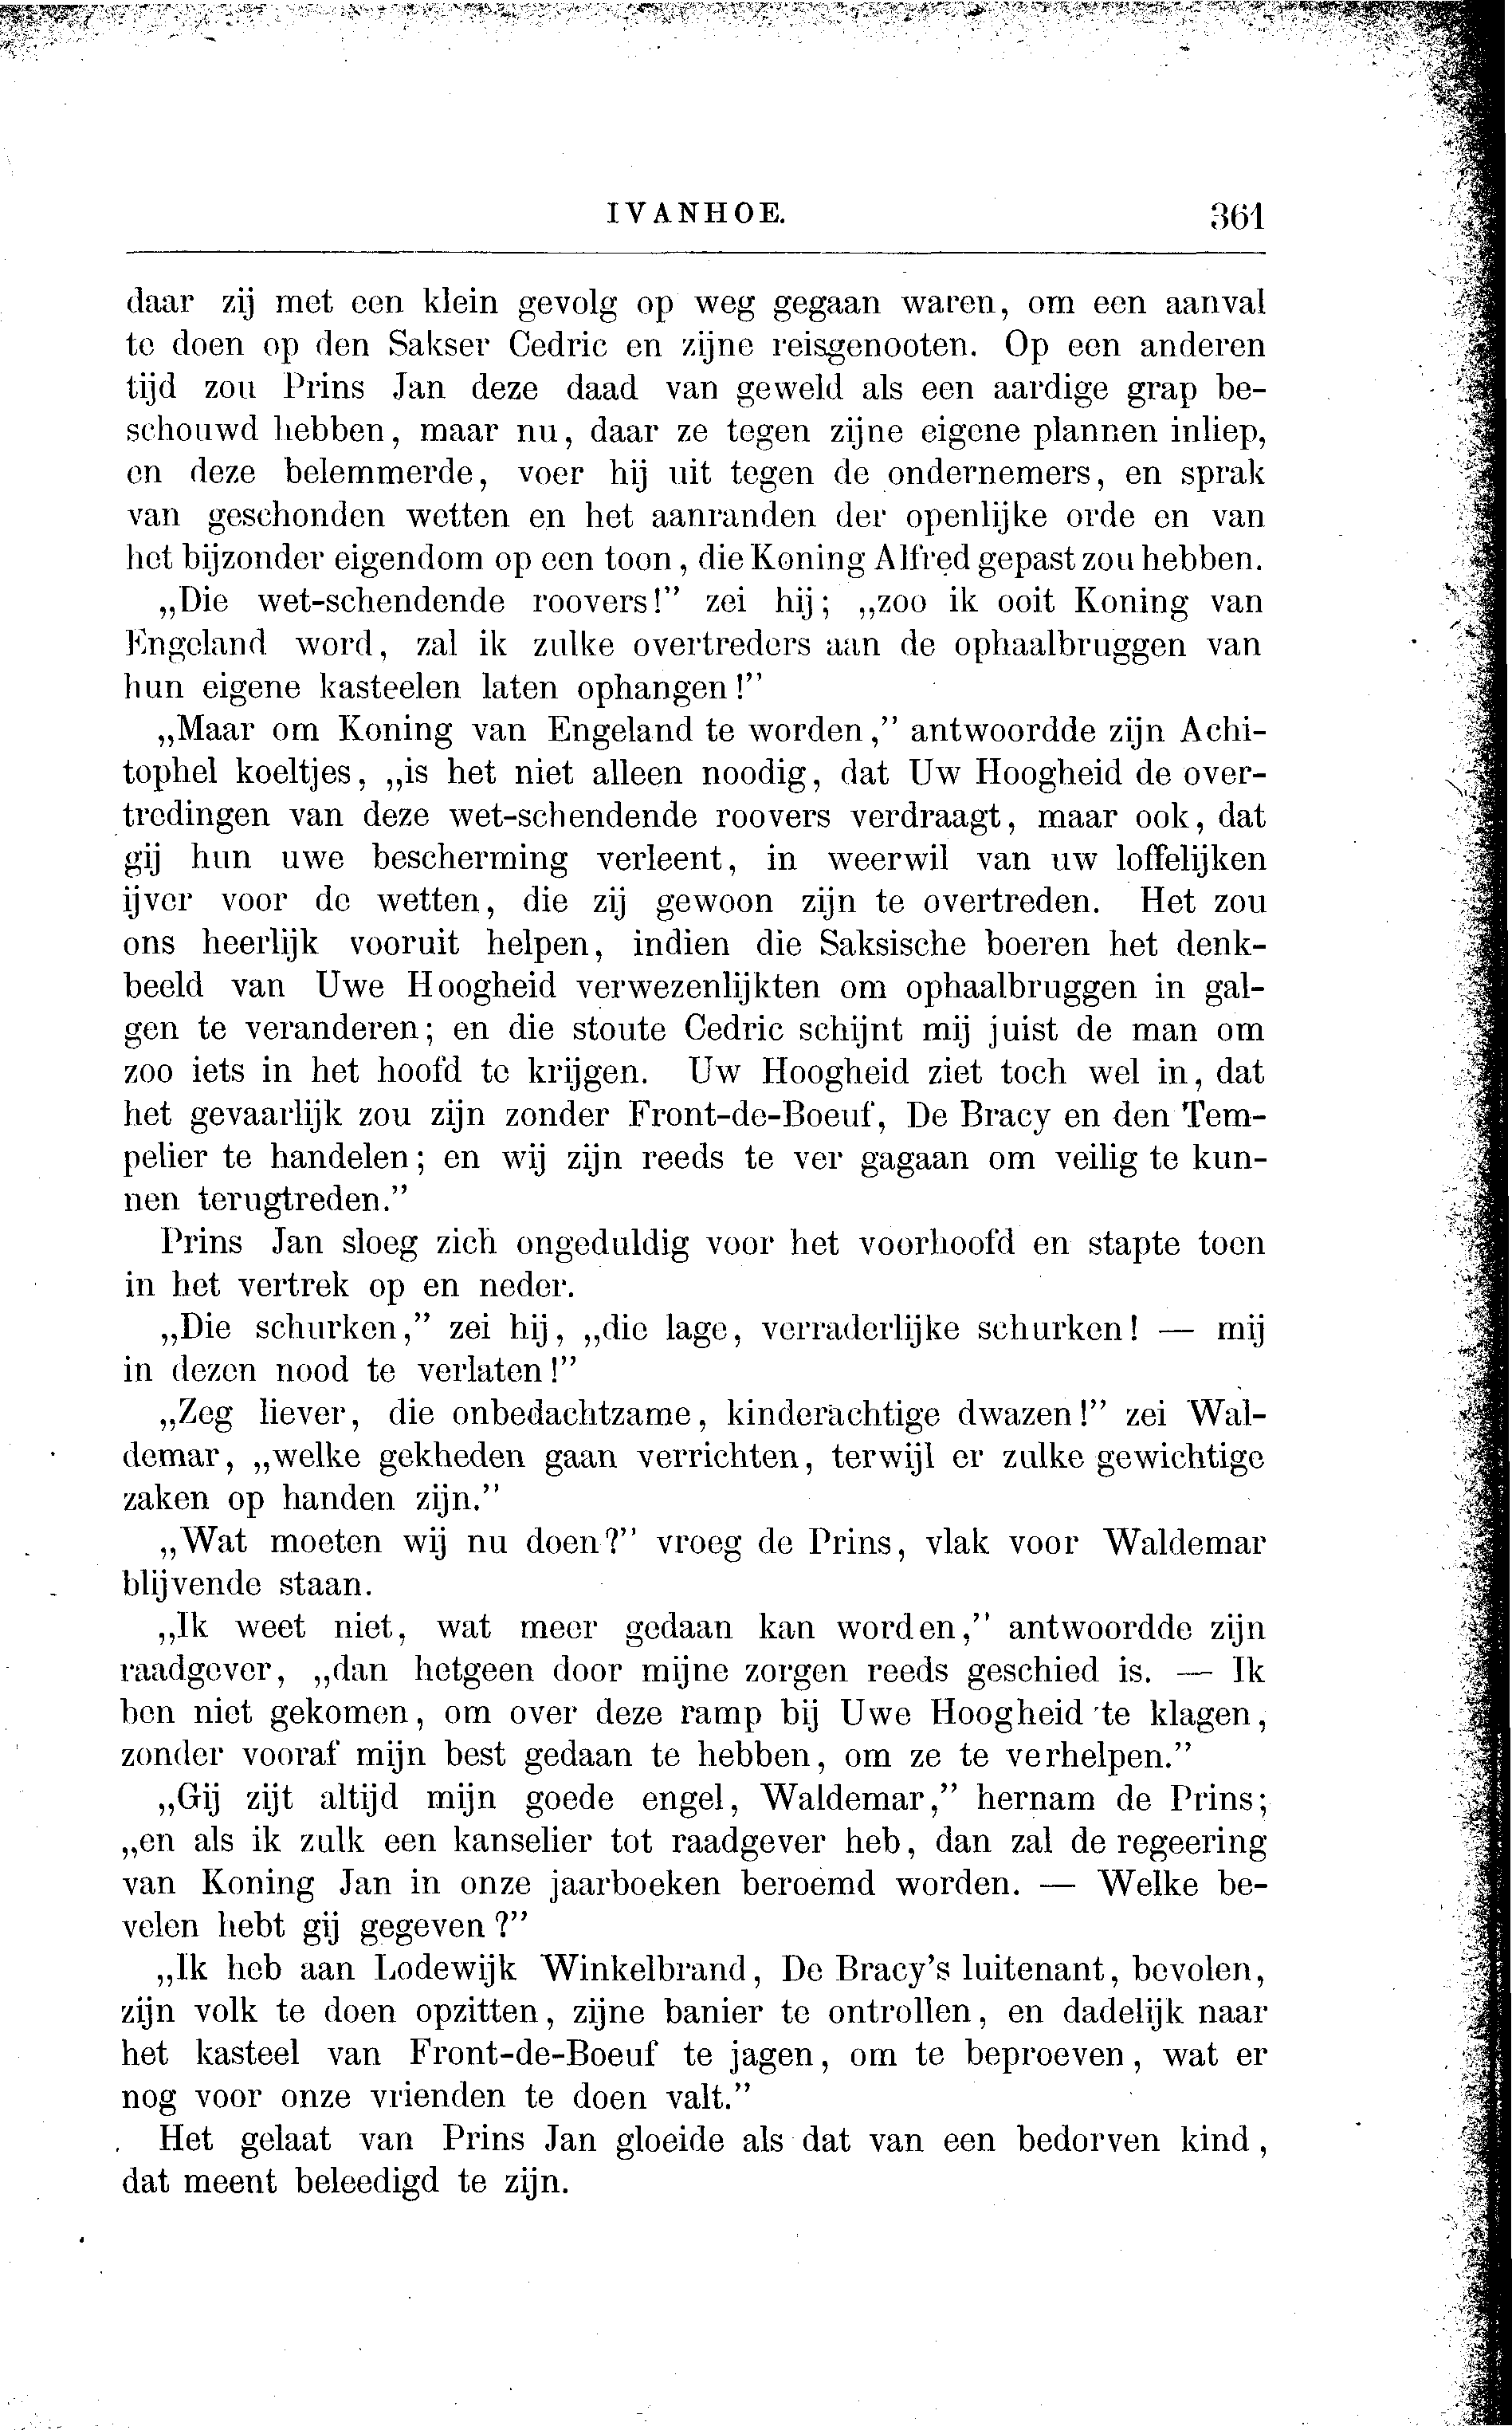 IVANHOE. 361
daar zij met een klein gevolg op weg gegaan waren, om een aanval
te doen op den Sakser Cedric en zijne reisgenooten. Op een anderen
tijd zou Prins Jan deze daad van geweld als een aardige grap be-
schouwd hebben, maar nu, daar ze tegen zijne eigene plannen inliep,
en deze belemmerde, voer hij uit tegen de ondernemers, en sprak
van geschonden wetten en het aanranden der openlijke orde en van
het bijzonder eigendom op een toon, die Koning Alfred gepast zou hebben.
„Die wet-schendende roovers!” zei hij; „zoo ik ooit Koning van
Engeland word, zal ik zulke overtreders aan de ophaalbruggen van
hun eigene kasteelen laten ophangen!”
„Maar om Koning van Engeland te worden,” antwoordde zijn Achi-
tophel koeltjes, „is het niet alleen noodig, dat Uw Hoogheid de over-
tredingen van deze wet-schendende roovers verdraagt, maar ook, dat
gij hun uwe bescherming verleent, in weerwil van uw loffelijken
ijver voor de wetten, die zij gewoon zijn te overtreden. Het zou
ons heerlijk vooruit helpen, indien die Saksische boeren het denk-
beeld van Uwe Hoogheid verwezenlijkten om ophaalbruggen in gal-
gen te veranderen; en die stoute Cedric schijnt mij juist de man om
zoo iets in het hoofd te krijgen. Uw Hoogheid ziet toch wel in, dat
het gevaarlijk zou zijn zonder Front-de-Boeuf, De Bracy en den Tem-
pelier te handelen; en wij zijn reeds te ver gagaan om veilig te kun-
nen terugtreden.”
Prins Jan sloeg zich ongeduldig voor het voorhoofd en stapte toen
in het vertrek op en neder.
„Die schurken,” zei hij, „die lage, verraderlijke schurken! — mij
in dezen nood te verlaten!”
„Zeg liever, die onbedachtzame, kinderachtige dwazen!” zei Wal-
demar, „welke gekheden gaan verrichten, terwijl er zulke gewichtige
zaken op handen zijn.”
„Wat moeten wij nu doen?” vroeg de Prins, vlak voor Waldemar
blijvende staan.
„Ik weet niet, wat meer gedaan kan worden,” antwoordde zijn
raadgever, „dan hetgeen door mijne zorgen reeds geschied is. — Ik
ben niet gekomen, om over deze ramp bij Uwe Hoogheid te klagen,
zonder vooraf mijn best gedaan te hebben, om ze te verhelpen.”
„Gij zijt altijd mijn goede engel, Waldemar,” hernam de Prins;
„en als ik zulk een kanselier tot raadgever heb, dan zal de regeering
van Koning Jan in onze jaarboeken beroemd worden. — Welke be-
velen hebt gij gegeven?”
„Ik heb aan Lodewijk Winkelbrand, De Bracy's luitenant, bevolen,
zijn volk te doen opzitten, zijne banier te ontrollen, en dadelijk naar
het kasteel van Front-de-Boeuf te jagen, om te beproeven, wat er
nog voor onze vrienden te doen valt.”
Het gelaat van Prins Jan gloeide als dat van een bedorven kind,
dat meent beleedigd te zijn.